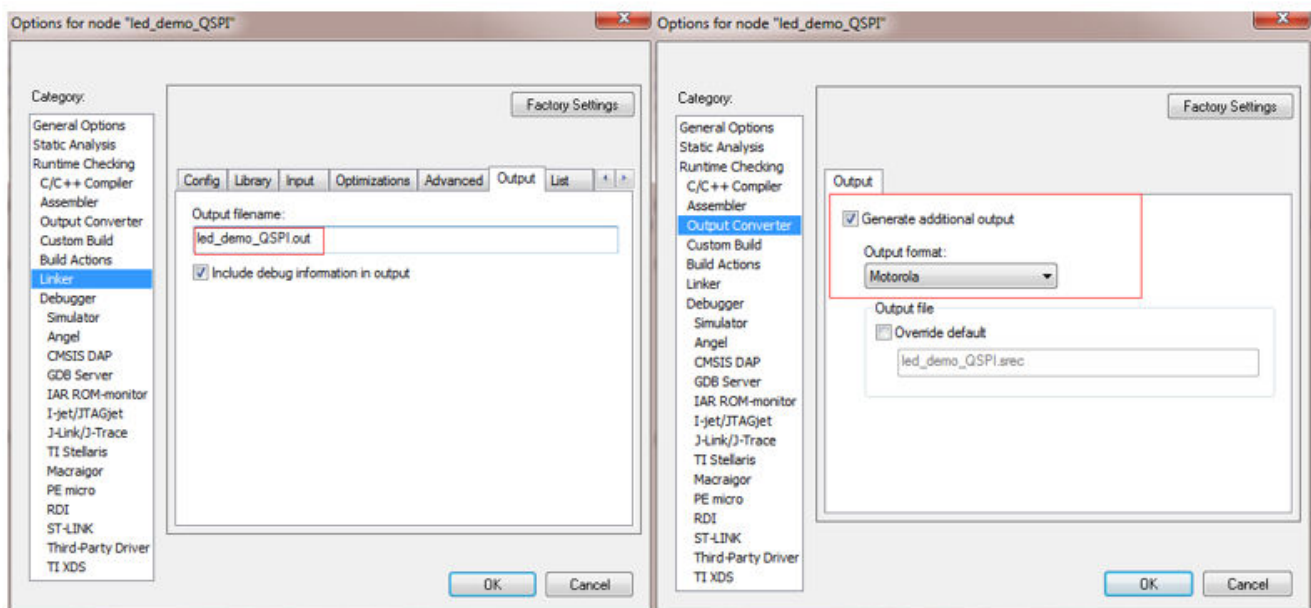 Options for node "led_demo_QSPI"
Category:
General Options
Static Analysis
Runtime Checking
C/C++ Compiler
Assembler
Output Converter
Custom Build
Build Actions
Linker
Debugger
Simulator
Angel
CMSIS DAP
GDB Server
IAR ROM-monitor
I-jet/JTAGjet
J-Link/J-Trace
TI Stellaris
Macraigor
PE micro
RDI
ST-LINK
Third-Party Driver
TI XDS
Factory Settings
Config Library Input Optimizations Advanced Output List
Output filename:
led_demo_QSPI.out
Include debug information in output
OK Cancel
Options for node "led_demo_QSPI"
Category:
General Options
Static Analysis
Runtime Checking
C/C++ Compiler
Assembler
Output Converter
Custom Build
Build Actions
Linker
Debugger
Simulator
Angel
CMSIS DAP
GDB Server
IAR ROM-monitor
I-jet/JTAGjet
J-Link/J-Trace
TI Stellaris
Macraigor
PE micro
RDI
ST-LINK
Third-Party Driver
TI XDS
Factory Settings
Output
Generate additional output
Output format:
Motorola
Output file
Override default
led_demo_QSPI.srec
OK Cancel